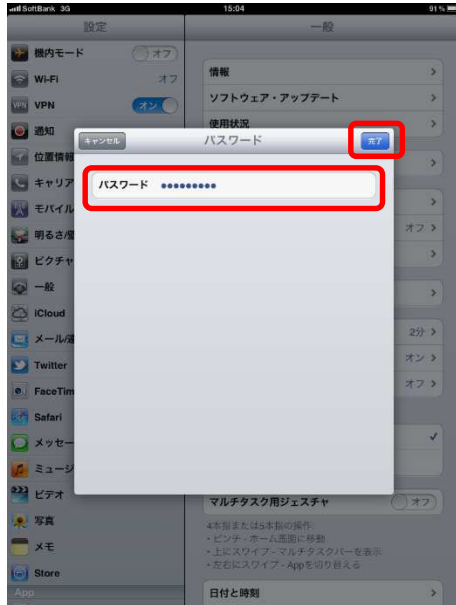 SoftBank 3G 15:04 91%
設定
一般
機内モード オフ
Wi-Fi オフ
VPN オン
通知
位置情報
キャリア
モバイル
明るさ/壁
ピクチャ
一般
iCloud
メール/連
Twitter
FaceTim
Safari
メッセー
ミュージ
ビデオ
写真
メモ
Store
App
情報
ソフトウェア・アップデート
使用状況
キャンセル パスワード 完了
パスワード ●●●●●●●●●
オフ
2分
オン
オフ
マルチタスク用ジェスチャ オフ
4本指または5本指の操作:
・ピンチ - ホーム画面に移動
・上にスワイプ - マルチタスクバーを表示
・左右にスワイプ - Appを切り替える
日付と時刻